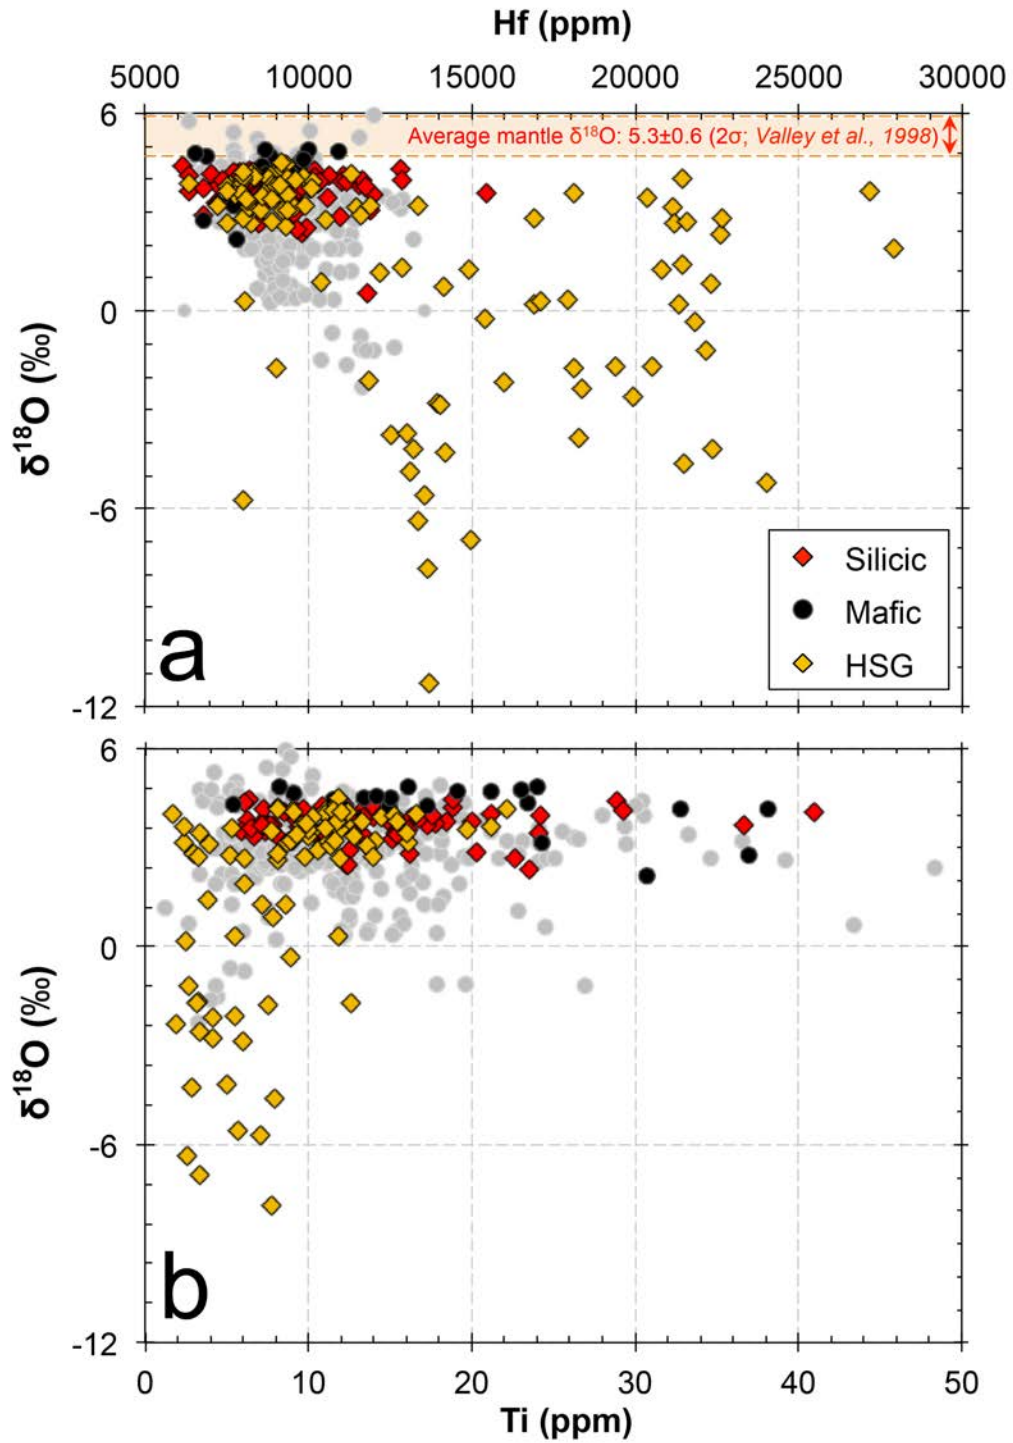 Hf (ppm)
5000 10000 15000 20000 25000 30000
6
Average mantle δ¹⁸O: 5.3±0.6 (2σ; Valley et al., 1998)
0
δ¹⁸O (‰)
-6
Silicic
Mafic
HSG
a
-12
6
0
δ¹⁸O (‰)
-6
b
-12
0 10 20 30 40 50
Ti (ppm)